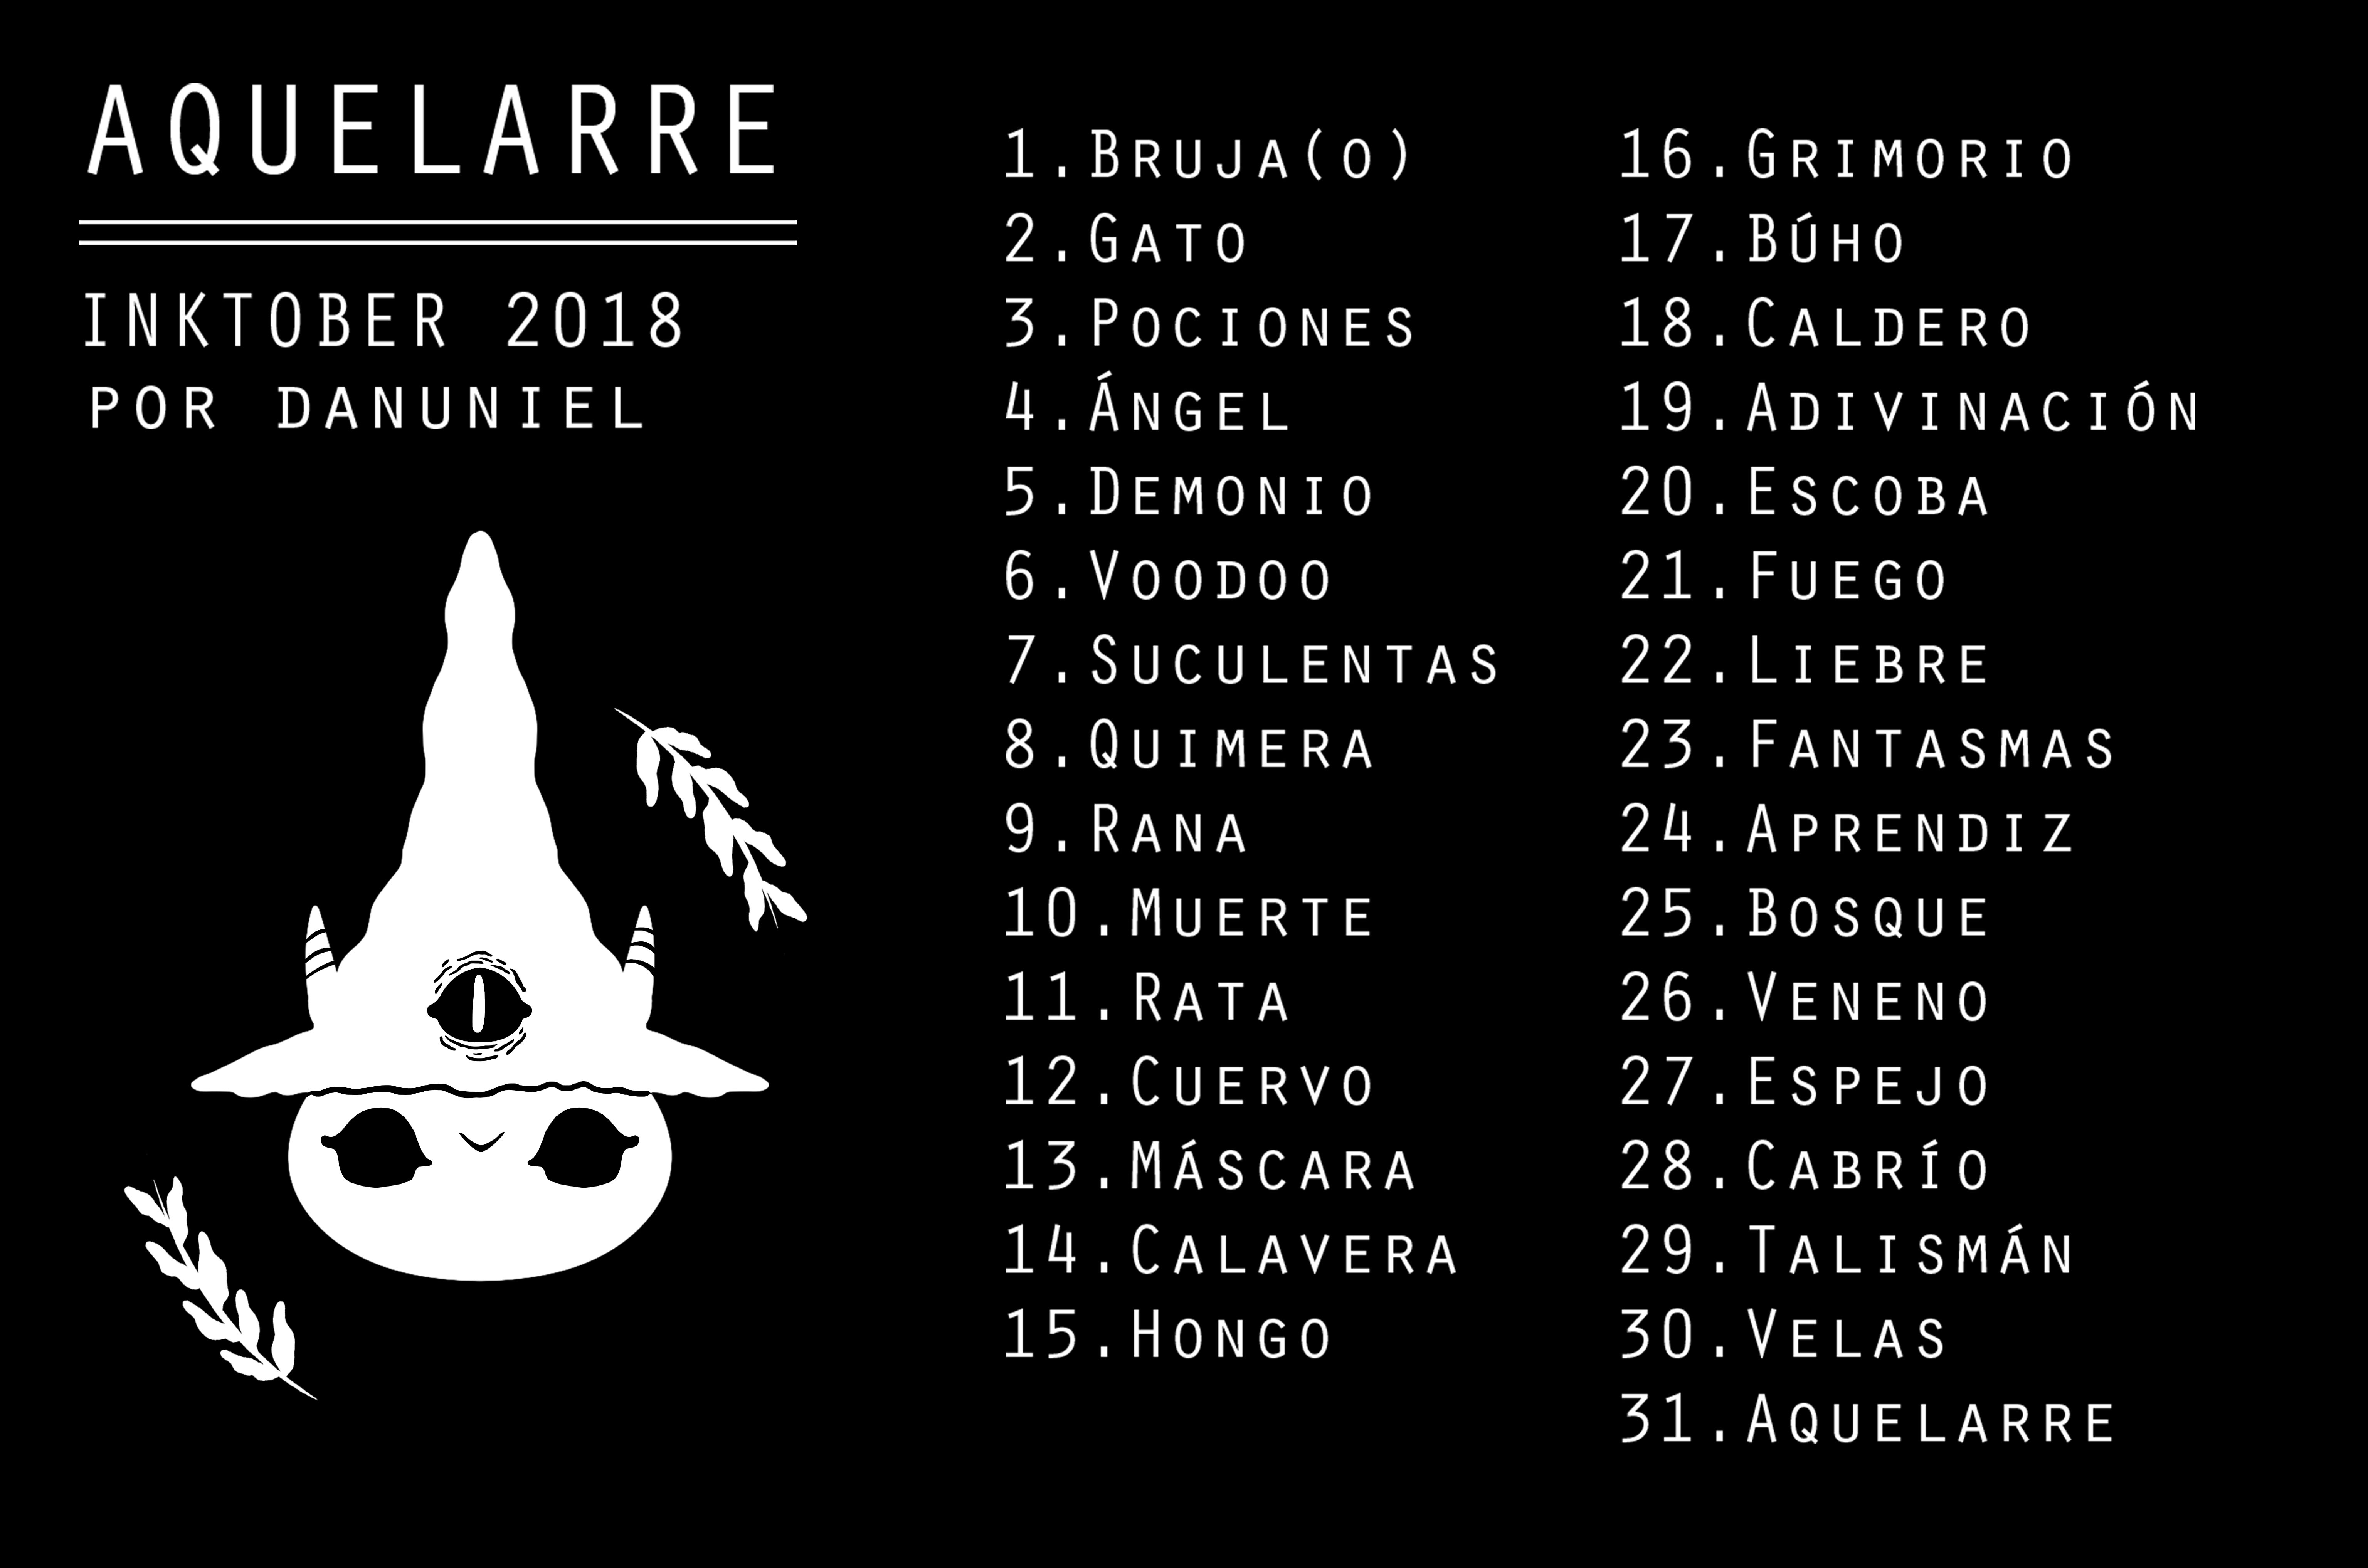 AQUELARRE
INKTOBER 2018
POR DANUNIEL
1.BRUJA(O)
2.GATO
3.POCIONES
4.ÁNGEL
5.DEMONIO
6.VOODOO
7.SUCULENTAS
8.QUIMERA
9.RANA
10.MUERTE
11.RATA
12.CUERVO
13.MÁSCARA
14.CALAVERA
15.HONGO
16.GRIMORIO
17.BÚHO
18.CALDERO
19.ADIVINACIÓN
20.ESCOBA
21.FUEGO
22.LIEBRE
23.FANTASMAS
24.APRENDIZ
25.BOSQUE
26.VENENO
27.ESPEJO
28.CABRÍO
29.TALISMÁN
30.VELAS
31.AQUELARRE